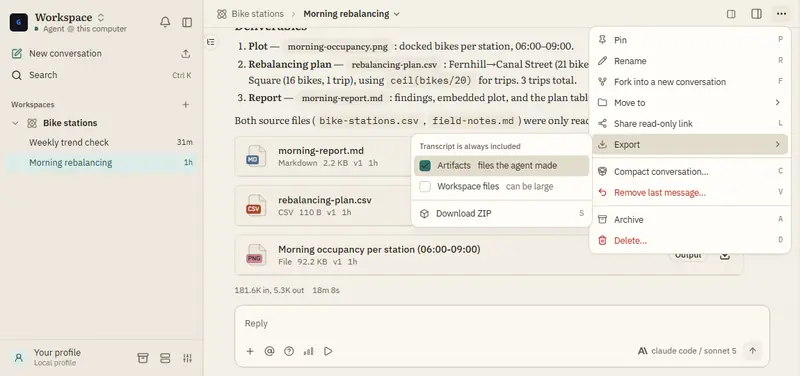 Workspace
Agent @ this computer
New conversation
Search
Ctrl K
Workspaces
Bike stations
Weekly trend check
31m
Morning rebalancing
1h
Your profile
Local profile
Bike stations
Morning rebalancing
Deliverables
1. Plot — morning-occupancy.png : docked bikes per station, 06:00–09:00.
2. Rebalancing plan — rebalancing-plan.csv : Fernhill→Canal Street (21 bike
Square (16 bikes, 1 trip), using ceil(bikes/20) for trips. 3 trips total.
3. Report — morning-report.md : findings, embedded plot, and the plan tabl
Both source files ( bike-stations.csv , field-notes.md ) were only read
MD
morning-report.md
Markdown 2.2 KB v1 1h
CSV
rebalancing-plan.csv
CSV 110 B v1 1h
PNG
Morning occupancy per station (06:00-09:00)
File 92.2 KB v1 1h
Output
181.6K in, 5.3K out 18m 8s
Reply
claude code / sonnet 5
Transcript is always included
Artifacts files the agent made
Workspace files can be large
Download ZIP
S
Pin
P
Rename
R
Fork into a new conversation
F
Move to
Share read-only link
L
Export
Compact conversation...
C
Remove last message...
Archive
A
Delete...
D